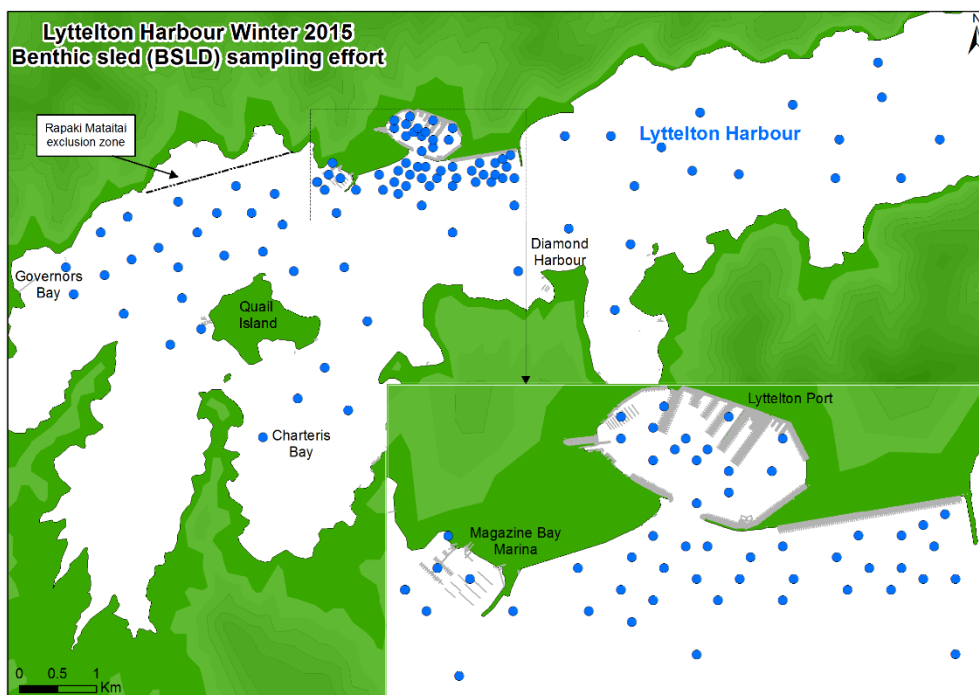 Lyttelton Harbour Winter 2015
Benthic sled (BSLD) sampling effort
N
Rapaki Mataitai
exclusion zone
Lyttelton Harbour
Diamond
Harbour
Governors
Bay
Quail
Island
Charteris
Bay
Lyttelton Port
Magazine Bay
Marina
0 0.5 1
Km